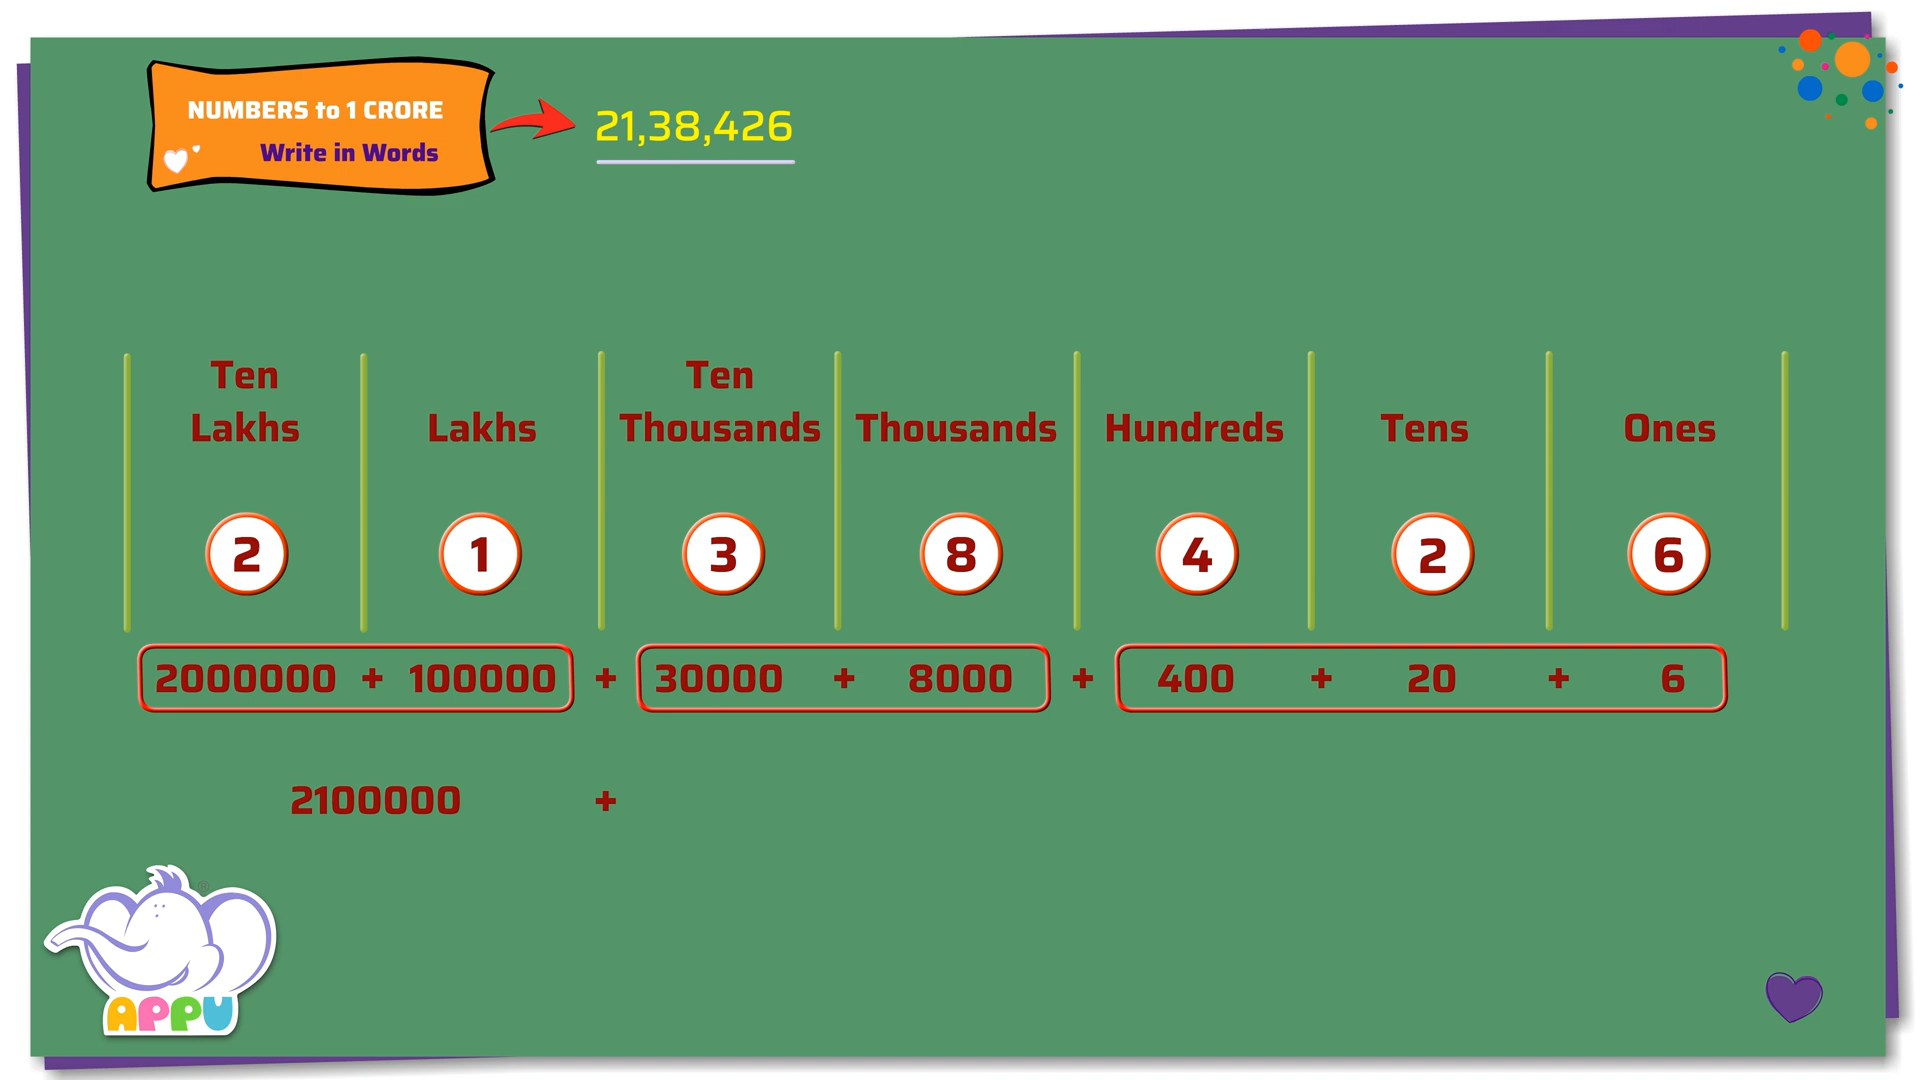 NUMBERS to 1 CRORE
Write in Words
21,38,426
Ten Lakhs
Lakhs
Ten Thousands
Thousands
Hundreds
Tens
Ones
2 1 3 8 4 2 6
2000000 + 100000 + 30000 + 8000 + 400 + 20 + 6
2100000 +
APPU